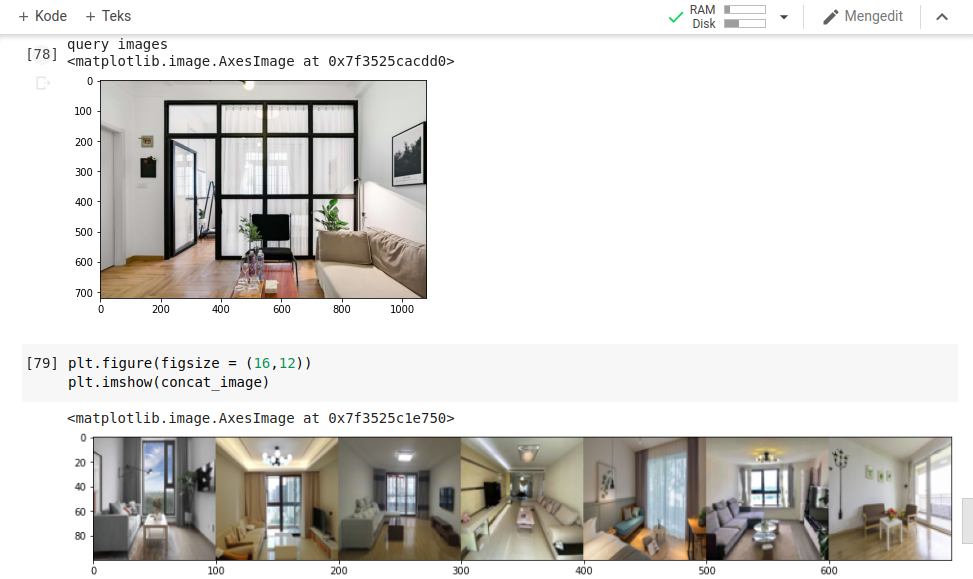 + Kode + Teks RAM Disk Mengedit
query images
[78] <matplotlib.image.AxesImage at 0x7f3525cacdd0>
0
100
200
300
400
500
600
700
0 200 400 600 800 1000
[79] plt.figure(figsize = (16,12))
plt.imshow(concat_image)
<matplotlib.image.AxesImage at 0x7f3525c1e750>
0
20
40
60
80
0 100 200 300 400 500 600